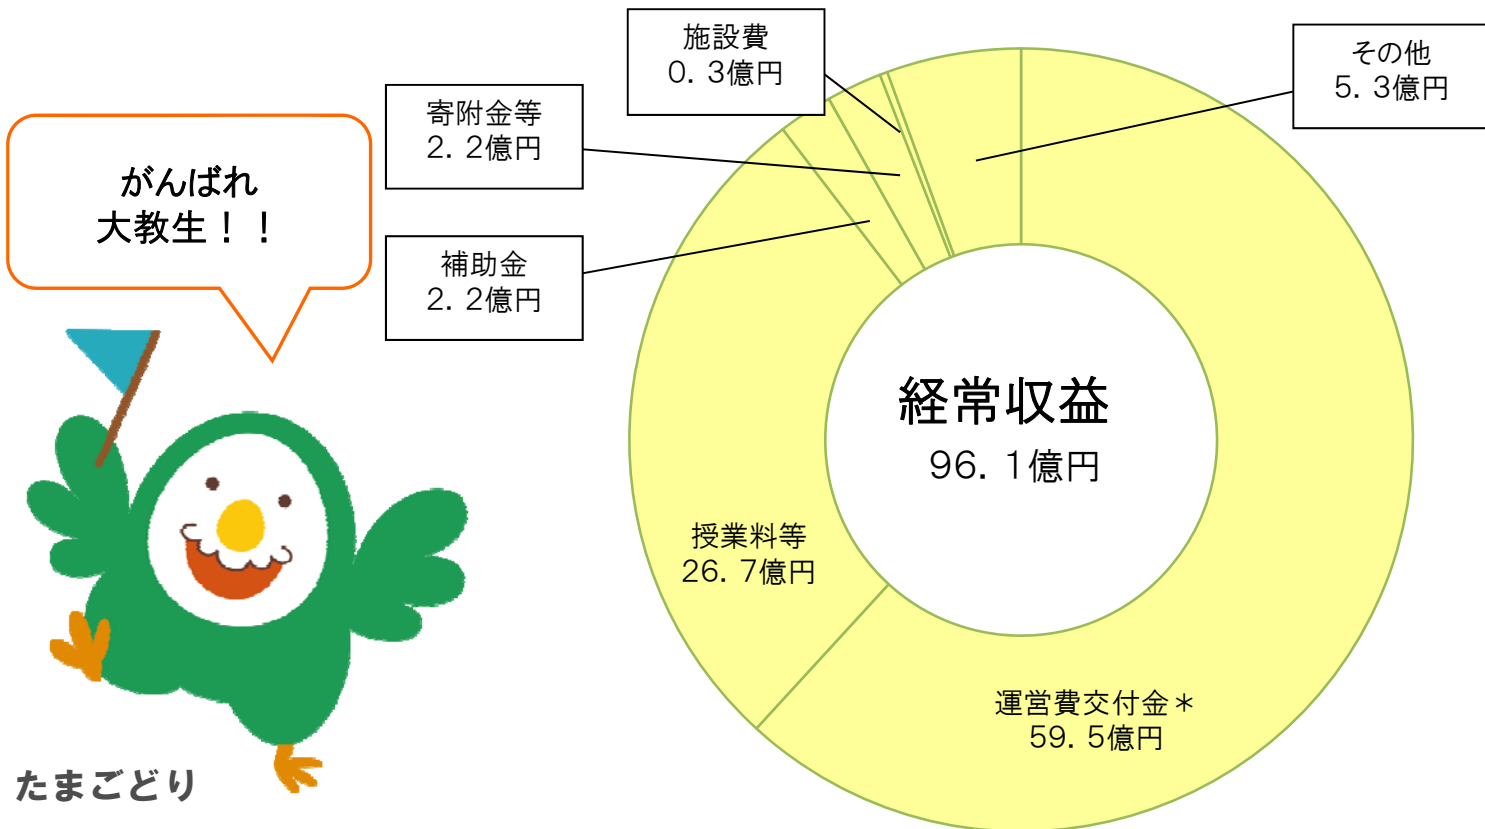 施設費
0．3億円
その他
5．3億円
寄附金等
2．2億円
がんばれ
大教生！！
補助金
2．2億円
経常収益
96．1億円
授業料等
26．7億円
運営費交付金＊
59．5億円
たまごどり